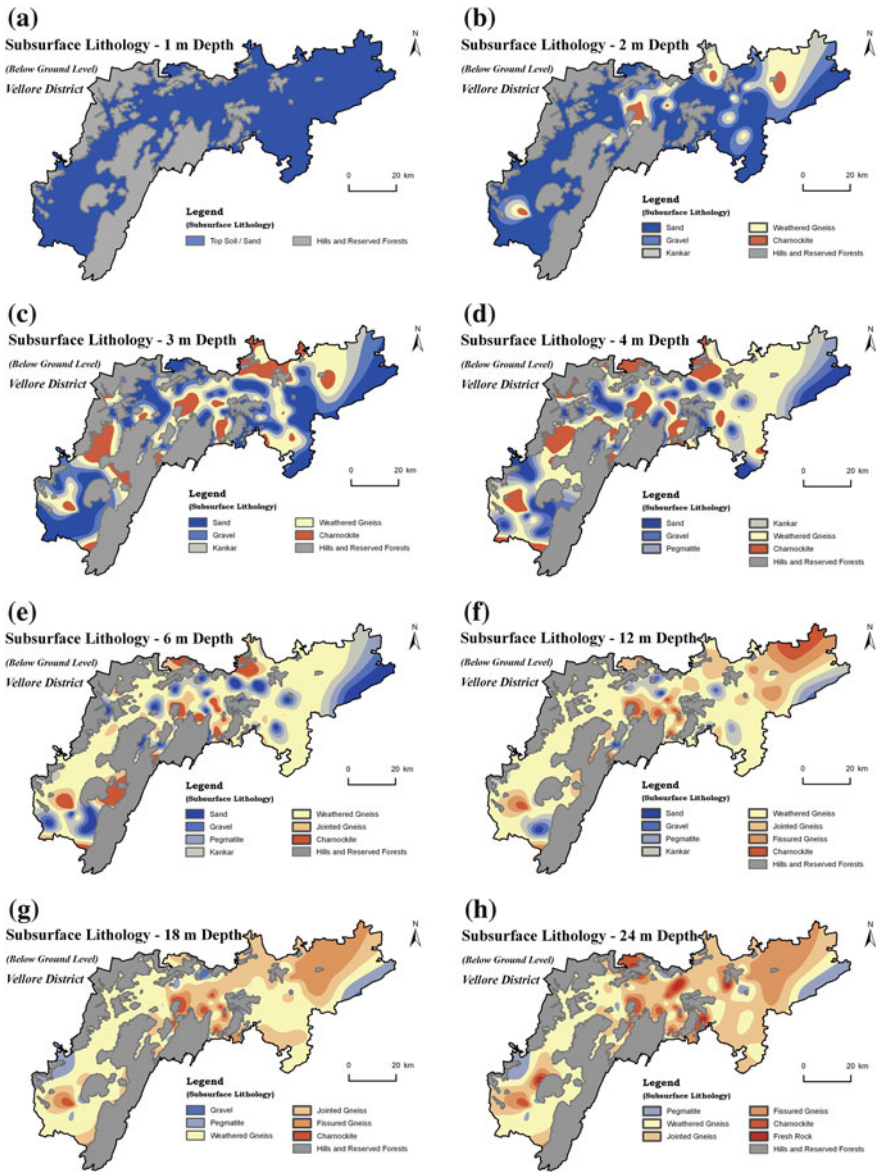 (a)
Subsurface Lithology - 1 m Depth
(Below Ground Level)
Vellore District
N
0 20 km
Legend
(Subsurface Lithology)
Top Soil / Sand Hills and Reserved Forests
(b)
Subsurface Lithology - 2 m Depth
(Below Ground Level)
Vellore District
N
0 20 km
Legend
(Subsurface Lithology)
Sand Weathered Gneiss
Gravel Charnockite
Kankar Hills and Reserved Forests
(c)
Subsurface Lithology - 3 m Depth
(Below Ground Level)
Vellore District
N
0 20 km
Legend
(Subsurface Lithology)
Sand Weathered Gneiss
Gravel Charnockite
Kankar Hills and Reserved Forests
(d)
Subsurface Lithology - 4 m Depth
(Below Ground Level)
Vellore District
N
0 20 km
Legend
(Subsurface Lithology)
Sand Kankar
Gravel Weathered Gneiss
Pegmatite Charnockite
Hills and Reserved Forests
(e)
Subsurface Lithology - 6 m Depth
(Below Ground Level)
Vellore District
N
0 20 km
Legend
(Subsurface Lithology)
Sand Weathered Gneiss
Gravel Jointed Gneiss
Pegmatite Charnockite
Kankar Hills and Reserved Forests
(f)
Subsurface Lithology - 12 m Depth
(Below Ground Level)
Vellore District
N
0 20 km
Legend
(Subsurface Lithology)
Sand Weathered Gneiss
Gravel Jointed Gneiss
Pegmatite Fissured Gneiss
Kankar Charnockite
Hills and Reserved Forests
(g)
Subsurface Lithology - 18 m Depth
(Below Ground Level)
Vellore District
N
0 20 km
Legend
(Subsurface Lithology)
Gravel Jointed Gneiss
Pegmatite Fissured Gneiss
Weathered Gneiss Charnockite
Hills and Reserved Forests
(h)
Subsurface Lithology - 24 m Depth
(Below Ground Level)
Vellore District
N
0 20 km
Legend
(Subsurface Lithology)
Pegmatite Fissured Gneiss
Weathered Gneiss Charnockite
Jointed Gneiss Fresh Rock
Hills and Reserved Forests